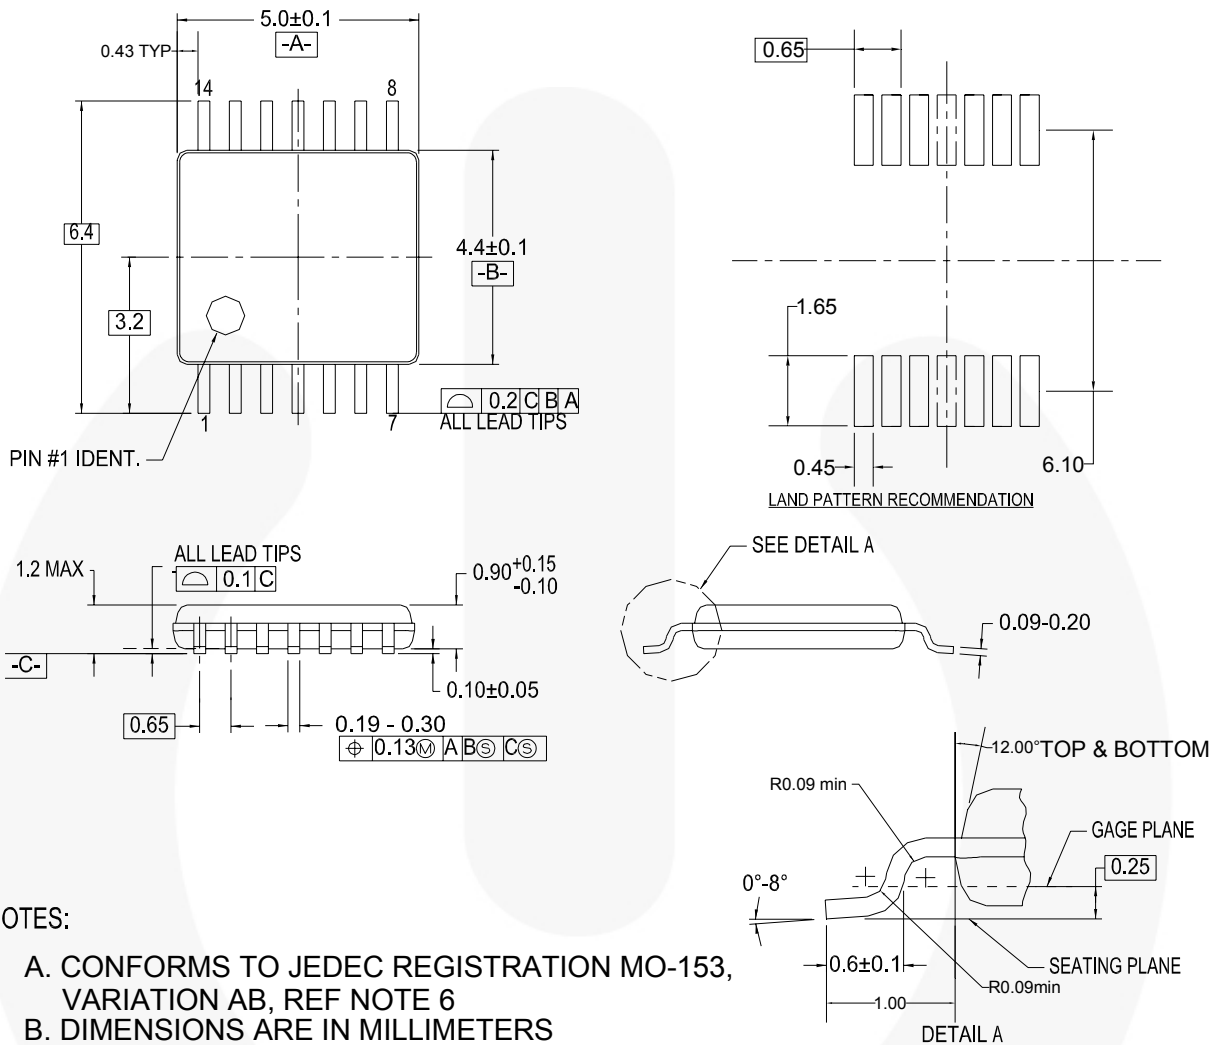 5.0±0.1
-A-
0.43 TYP
14
8
6.4
3.2
4.4±0.1
-B-
0.2 C B A
ALL LEAD TIPS
1
7
PIN #1 IDENT.
0.65
1.65
0.45
6.10
LAND PATTERN RECOMMENDATION
ALL LEAD TIPS
0.1 C
1.2 MAX
0.90+0.15
-0.10
-C-
0.10±0.05
0.65
0.19 - 0.30
⌖ 0.13Ⓜ A BⓈ CⓈ
SEE DETAIL A
0.09-0.20
12.00°TOP & BOTTOM
R0.09 min
GAGE PLANE
0.25
0°-8°
0.6±0.1
SEATING PLANE
R0.09min
1.00
DETAIL A
OTES:
A. CONFORMS TO JEDEC REGISTRATION MO-153,
VARIATION AB, REF NOTE 6
B. DIMENSIONS ARE IN MILLIMETERS